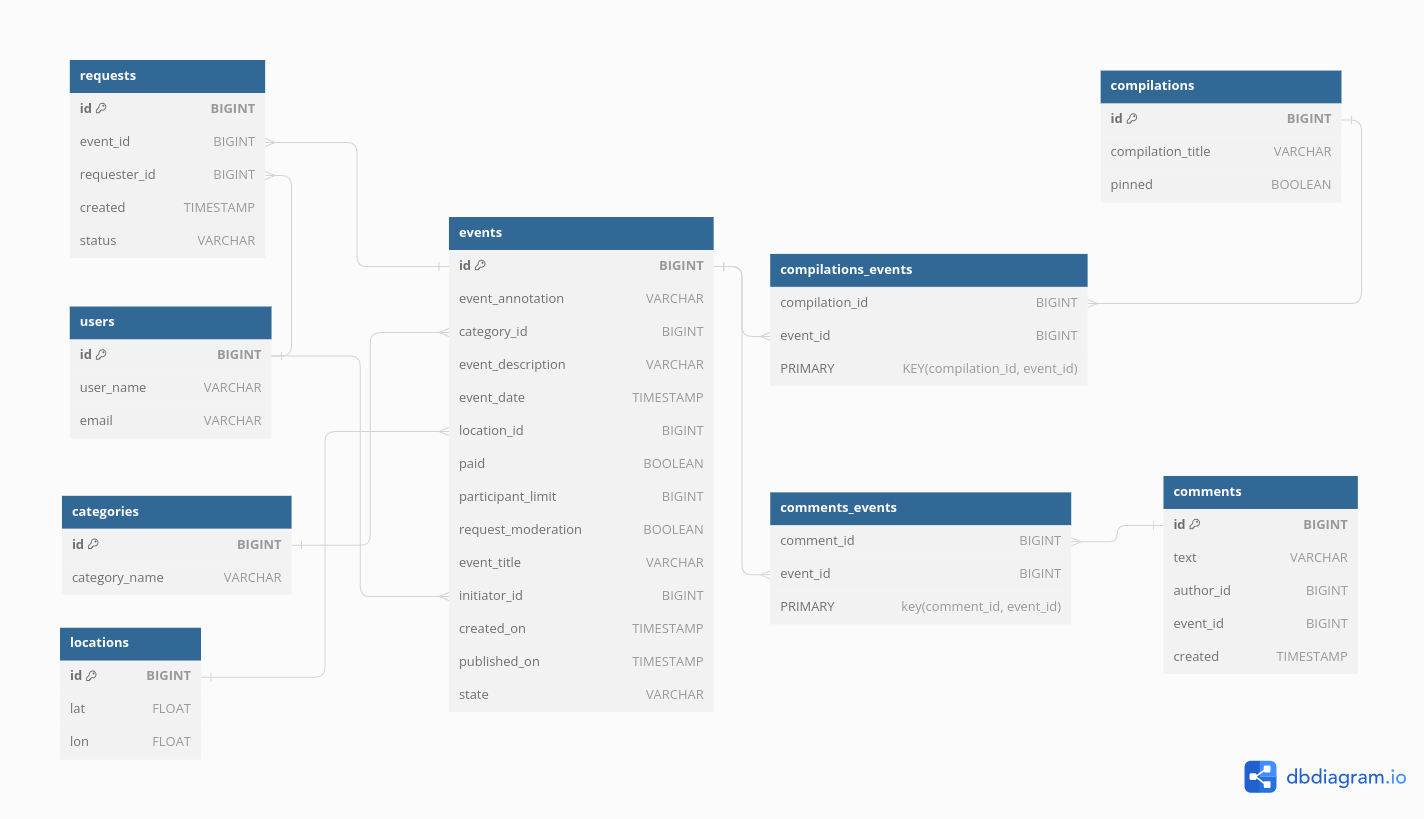 requests
id BIGINT
event_id BIGINT
requester_id BIGINT
created TIMESTAMP
status VARCHAR
users
id BIGINT
user_name VARCHAR
email VARCHAR
categories
id BIGINT
category_name VARCHAR
locations
id BIGINT
lat FLOAT
lon FLOAT
events
id BIGINT
event_annotation VARCHAR
category_id BIGINT
event_description VARCHAR
event_date TIMESTAMP
location_id BIGINT
paid BOOLEAN
participant_limit BIGINT
request_moderation BOOLEAN
event_title VARCHAR
initiator_id BIGINT
created_on TIMESTAMP
published_on TIMESTAMP
state VARCHAR
compilations
id BIGINT
compilation_title VARCHAR
pinned BOOLEAN
compilations_events
compilation_id BIGINT
event_id BIGINT
PRIMARY KEY(compilation_id, event_id)
comments_events
comment_id BIGINT
event_id BIGINT
PRIMARY key(comment_id, event_id)
comments
id BIGINT
text VARCHAR
author_id BIGINT
event_id BIGINT
created TIMESTAMP
dbdiagram.io